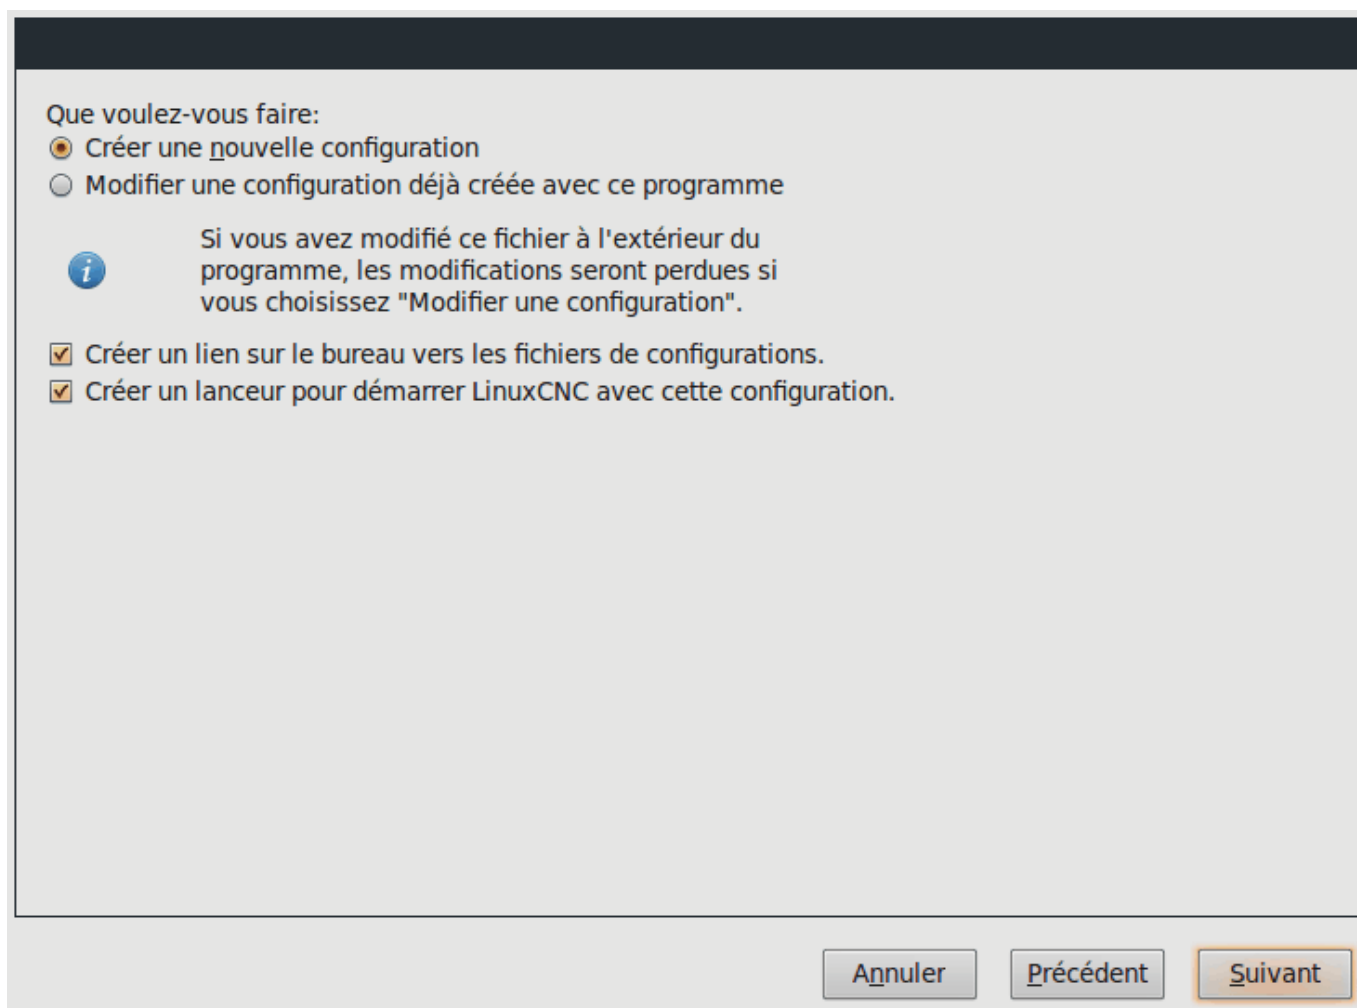 Que voulez-vous faire:
Créer une nouvelle configuration
Modifier une configuration déjà créée avec ce programme
Si vous avez modifié ce fichier à l'extérieur du
programme, les modifications seront perdues si
vous choisissez "Modifier une configuration".
Créer un lien sur le bureau vers les fichiers de configurations.
Créer un lanceur pour démarrer LinuxCNC avec cette configuration.
Annuler
Précédent
Suivant